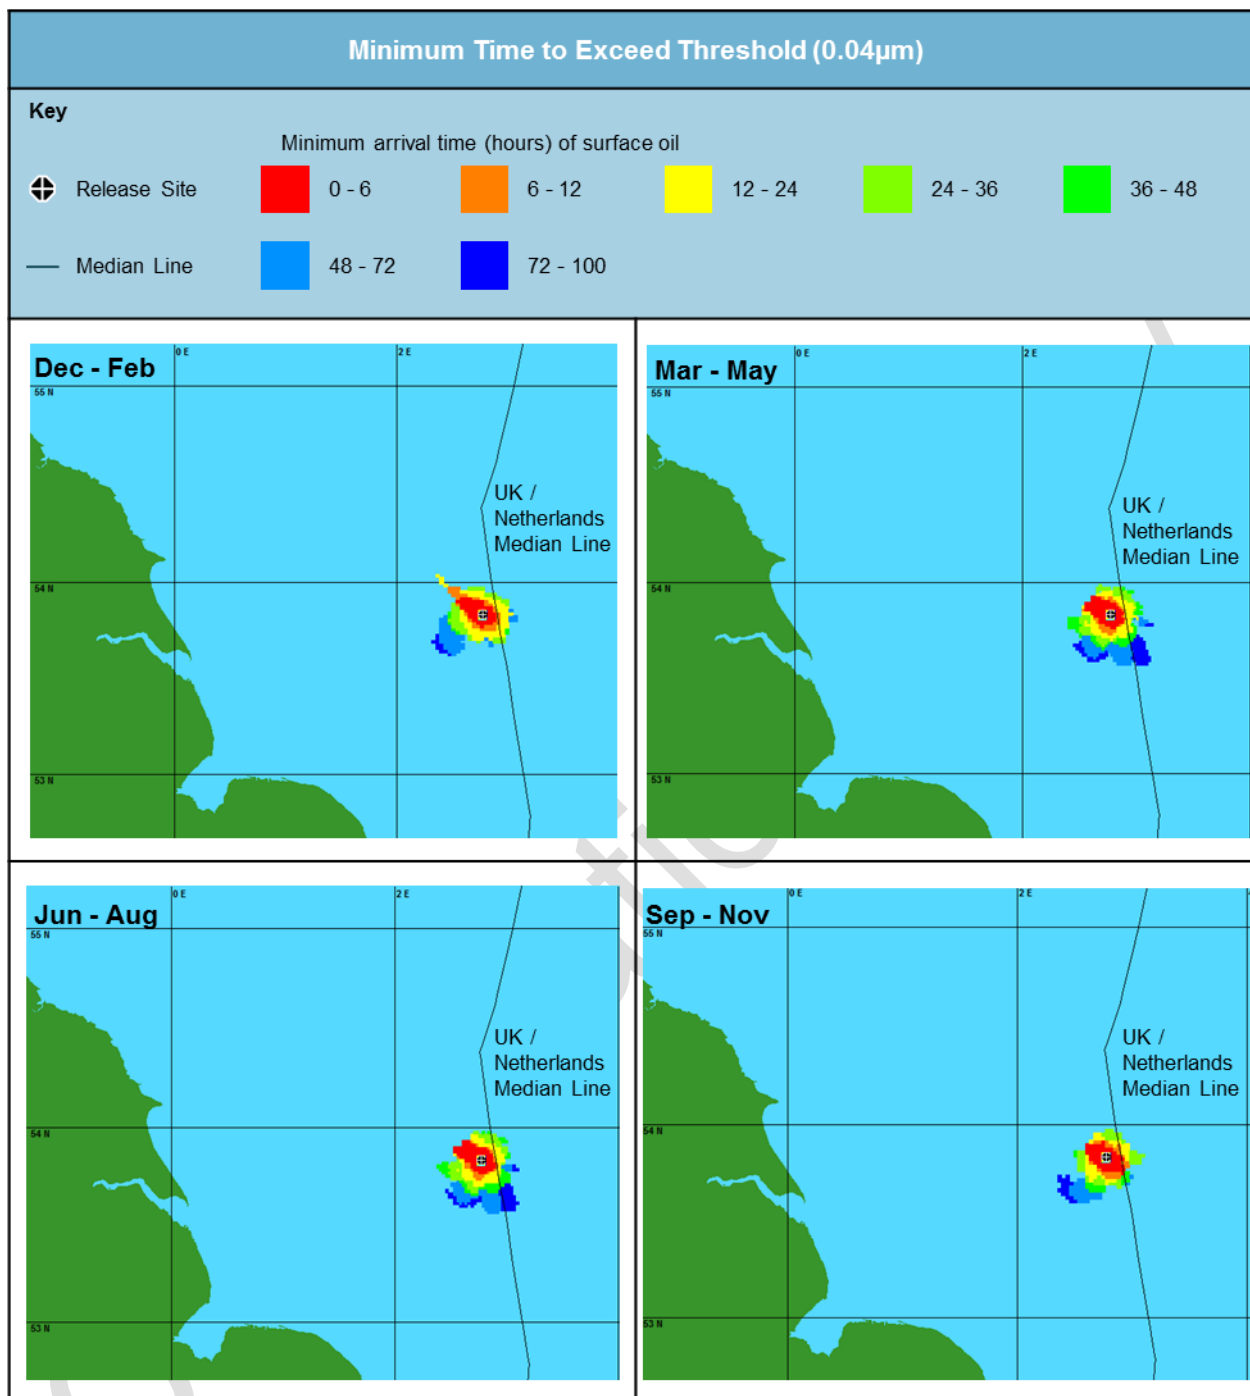 Minimum Time to Exceed Threshold (0.04µm)
Key
Minimum arrival time (hours) of surface oil
Release Site 0 - 6 6 - 12 12 - 24 24 - 36 36 - 48
Median Line 48 - 72 72 - 100
Dec - Feb
0 E
2 E
55 N
UK /
Netherlands
Median Line
54 N
53 N
Mar - May
0 E
2 E
55 N
UK /
Netherlands
Median Line
54 N
53 N
Jun - Aug
0 E
2 E
55 N
UK /
Netherlands
Median Line
54 N
53 N
Sep - Nov
0 E
2 E
55 N
UK /
Netherlands
Median Line
54 N
53 N